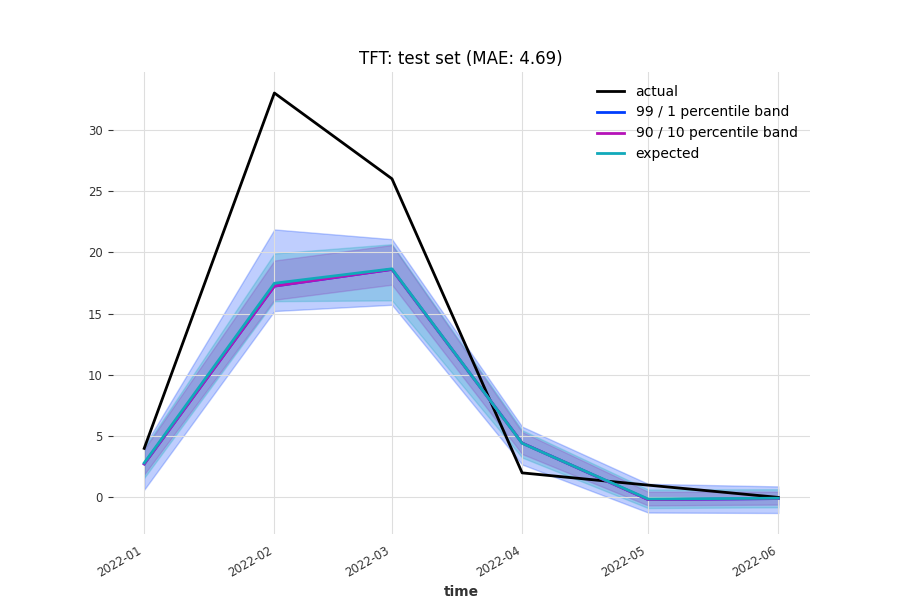 TFT: test set (MAE: 4.69)
actual
99 / 1 percentile band
90 / 10 percentile band
expected
30
25
20
15
10
5
0
2022-01
2022-02
2022-03
2022-04
2022-05
2022-06
time